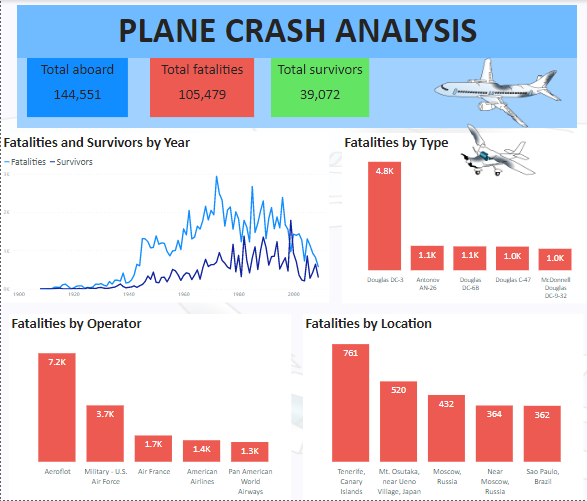 PLANE CRASH ANALYSIS
Total aboard
144,551
Total fatalities
105,479
Total survivors
39,072
Fatalities and Survivors by Year
Fatalities Survivors
3K
2K
1K
0K
1900 1920 1940 1960 1980 2000
Fatalities by Type
4.8K
1.1K 1.1K 1.0K 1.0K
Douglas DC-3
Antonov
AN-26
Douglas
DC-6B
Douglas C-47
McDonnell
Douglas
DC-9-32
Fatalities by Operator
7.2K
3.7K
1.7K
1.4K
1.3K
Aeroflot
Military - U.S.
Air Force
Air France
American
Airlines
Pan American
World
Airways
Fatalities by Location
761
520
432
364
362
Tenerife,
Canary
Islands
Mt. Osutaka,
near Ueno
Village, Japan
Moscow,
Russia
Near
Moscow,
Russia
Sao Paulo,
Brazil